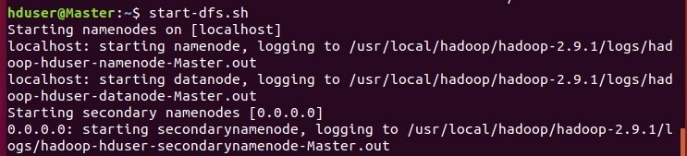 hduser@Master:~$ start-dfs.sh
Starting namenodes on [localhost]
localhost: starting namenode, logging to /usr/local/hadoop/hadoop-2.9.1/logs/had
oop-hduser-namenode-Master.out
localhost: starting datanode, logging to /usr/local/hadoop/hadoop-2.9.1/logs/had
oop-hduser-datanode-Master.out
Starting secondary namenodes [0.0.0.0]
0.0.0.0: starting secondarynamenode, logging to /usr/local/hadoop/hadoop-2.9.1/l
ogs/hadoop-hduser-secondarynamenode-Master.out